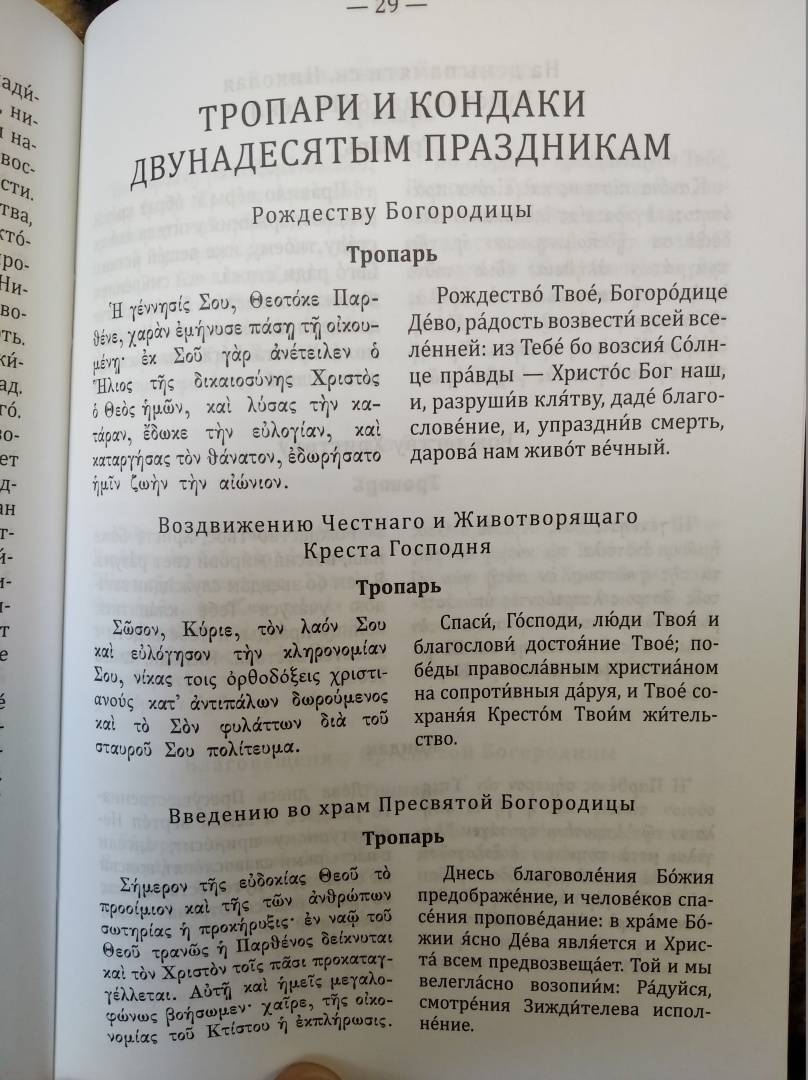 — 29 —
ТРОПАРИ И КОНДАКИ
ДВУНАДЕСЯТЫМ ПРАЗДНИКАМ
Рождеству Богородицы
Тропарь
Ἡ γέννησίς Σου, Θεοτόκε Παρ-
θένε, χαρὰν ἐμήνυσε πάσῃ τῇ οἰκου-
μένῃ· ἐκ Σοῦ γὰρ ἀνέτειλεν ὁ
Ἥλιος τῆς δικαιοσύνης Χριστὸς
ὁ Θεὸς ἡμῶν, καὶ λύσας τὴν κα-
τάραν, ἔδωκε τὴν εὐλογίαν, καὶ
καταργήσας τὸν θάνατον, ἐδωρήσατο
ἡμῖν ζωὴν τὴν αἰώνιον.
Рождество́ Твое́, Богоро́дице
Де́во, ра́дость возвести́ всей все-
ле́нней: из Тебе́ бо возсия́ Со́лн-
це пра́вды — Христо́с Бог наш,
и, разруши́в кля́тву, даде́ благо-
слове́ние, и, упраздни́в смерть,
дарова́ нам живо́т ве́чный.
Воздвижению Честнаго и Животворящаго
Креста Господня
Тропарь
Σῶσον, Κύριε, τὸν λαόν Σου
καὶ εὐλόγησον τὴν κληρονομίαν
Σου, νίκας τοις ὀρθοδόξεις χριστι-
ανούς κατ’ ἀντιπάλων δωρούμενος
καὶ τὸ Σὸν φυλάττων διὰ τοῦ
σταυροῦ Σου πολίτευμα.
Спаси́, Го́споди, лю́ди Твоя́ и
благослови́ достоя́ние Твое́; по-
бе́ды правосла́вным христиа́ном
на сопроти́вныя да́руя, и Твое́ со-
храня́я Кресто́м Твои́м жи́тель-
ство.
Введению во храм Пресвятой Богородицы
Тропарь
Σήμερον τῆς εὐδοκίας Θεοῦ τὸ
προοίμιον καὶ τῆς τῶν ἀνθρώπων
σωτηρίας ἡ προκήρυξις· ἐν ναῷ τοῦ
Θεοῦ τρανῶς ἡ Παρθένος δείκνυται
καὶ τὸν Χριστὸν τοῖς πᾶσι προκαταγ-
γέλλεται. Αὐτῇ καὶ ἡμεῖς μεγαλο-
φώνως βοήσωμεν· χαῖρε, τῆς οἰκο-
νομίας τοῦ Κτίστου ἡ ἐκπλήρωσις.
Днесь благоволе́ния Бо́жия
предображе́ние, и челове́ков спа-
се́ния пропове́дание: в хра́ме Бо́-
жии я́сно Де́ва явля́ется и Хрис-
та́ всем предвозвеща́ет. Той и мы
велегла́сно возопии́м: Ра́дуйся,
смотре́ния Зижди́телева испол-
не́ние.